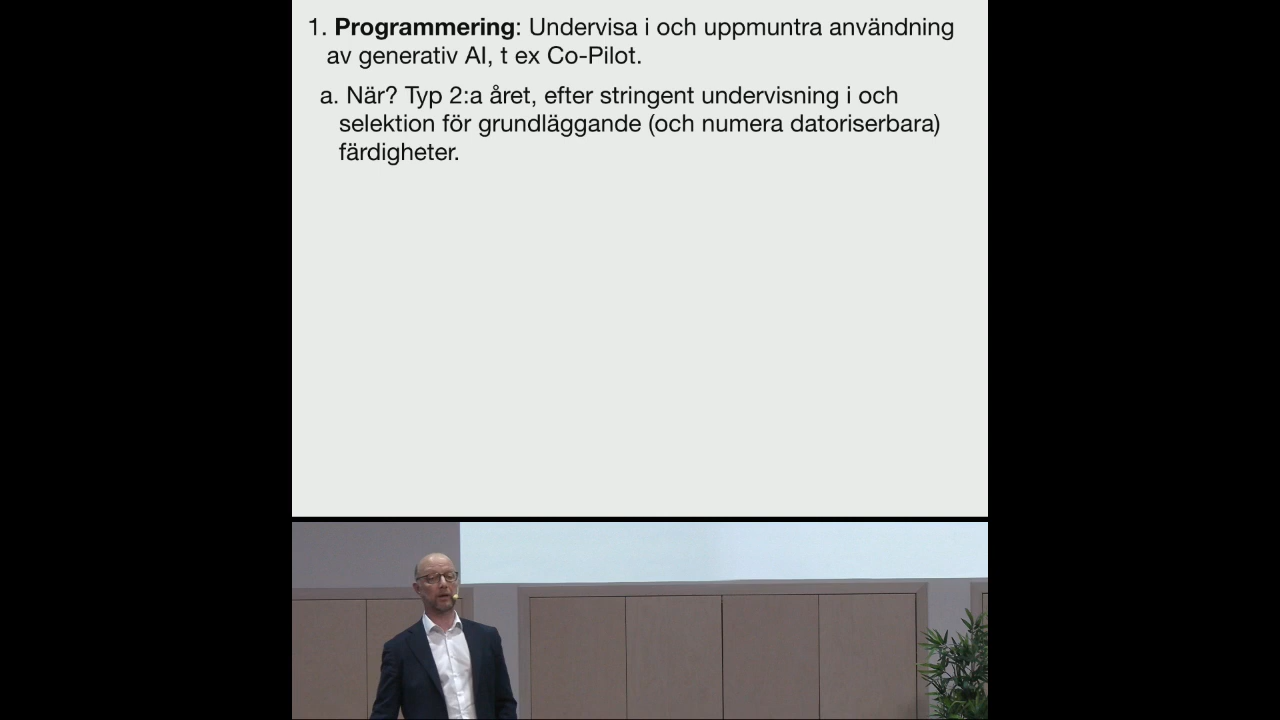 1. Programmering: Undervisa i och uppmuntra användning
av generativ AI, t ex Co-Pilot.
a. När? Typ 2:a året, efter stringent undervisning i och
selektion för grundläggande (och numera datoriserbara)
färdigheter.